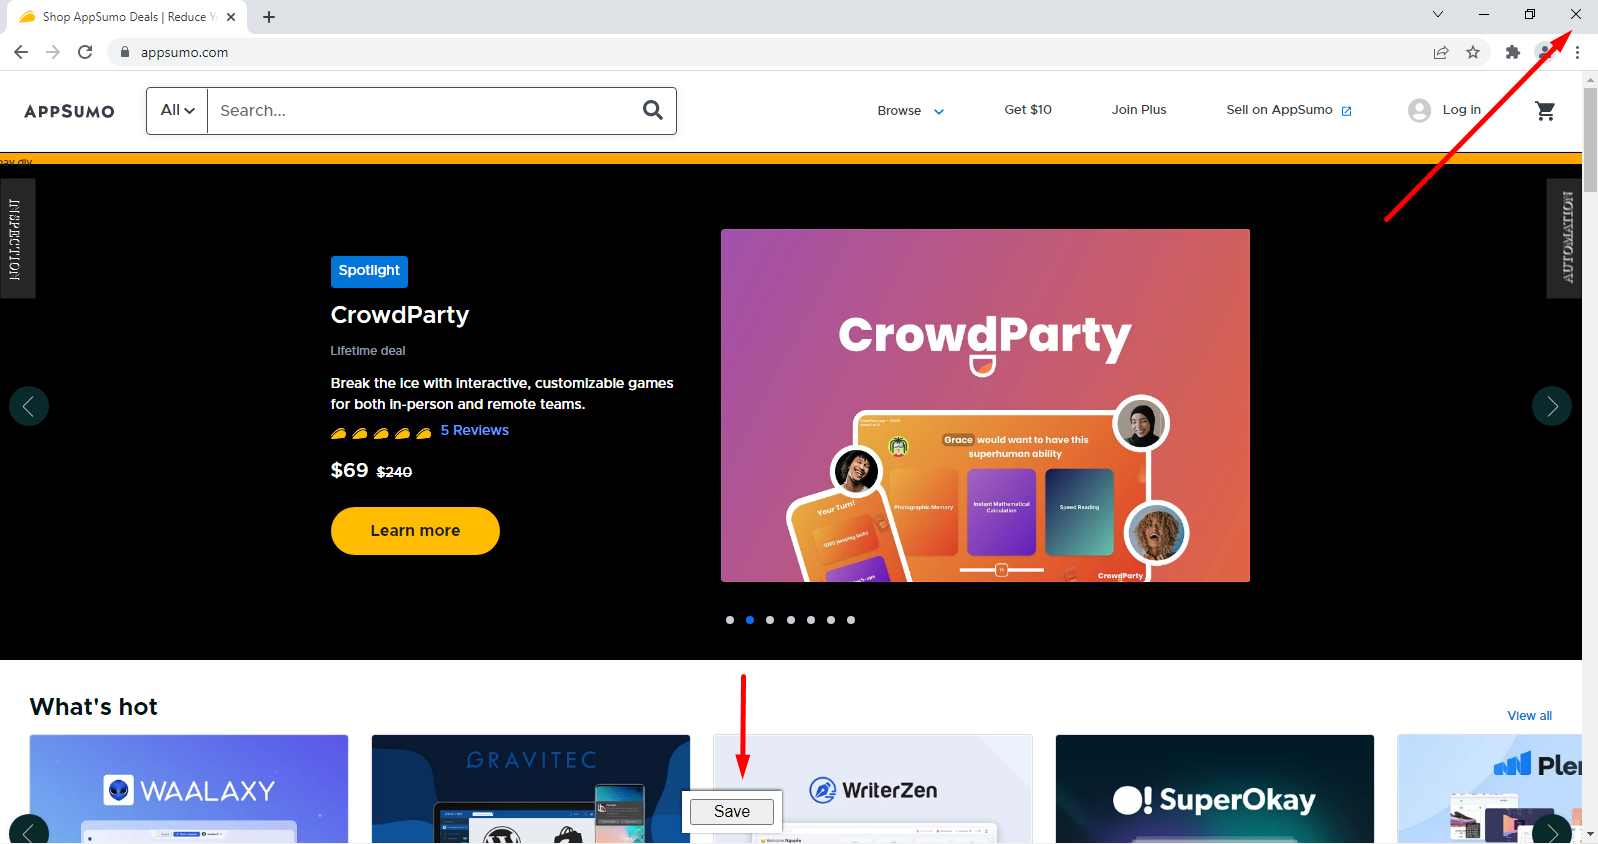 Shop AppSumo Deals | Reduce Y
appsumo.com
APPSUMO
All
Search...
Browse
Get $10
Join Plus
Sell on AppSumo
Log in
nav div
INSPECTION
AUTOMATION
Spotlight
CrowdParty
Lifetime deal
Break the ice with interactive, customizable games
for both in-person and remote teams.
5 Reviews
$69 $240
Learn more
CrowdParty
Grace would want to have this
superhuman ability
Your Turn!
Photographic Memory
Instant Mathematical
Calculation
Speed Reading
CrowdParty
What's hot
View all
WAALAXY
GRAVITEC
WriterZen
SuperOkay
Pler
Save